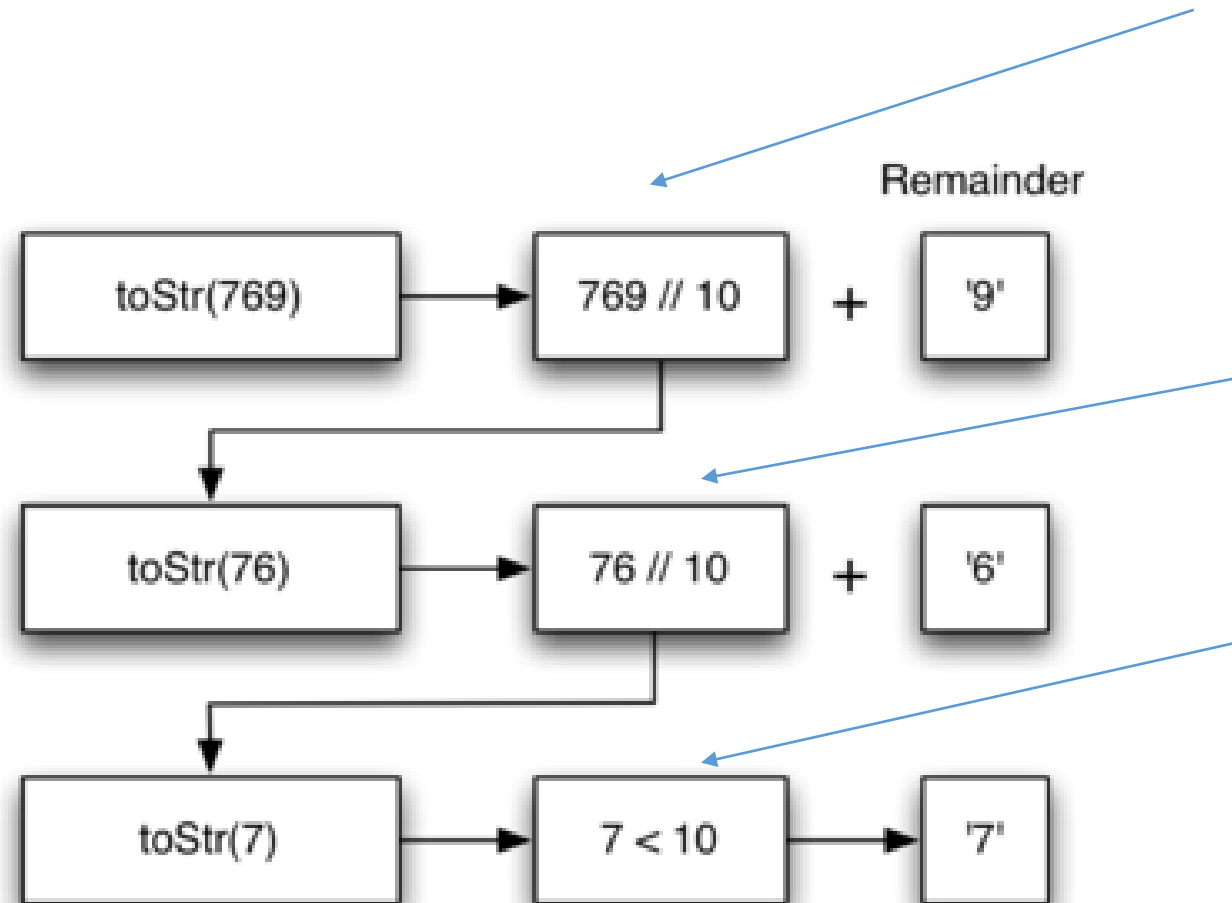 Remainder
toStr(769) 769 // 10 + '9'
toStr(76) 76 // 10 + '6'
toStr(7) 7 < 10 '7'